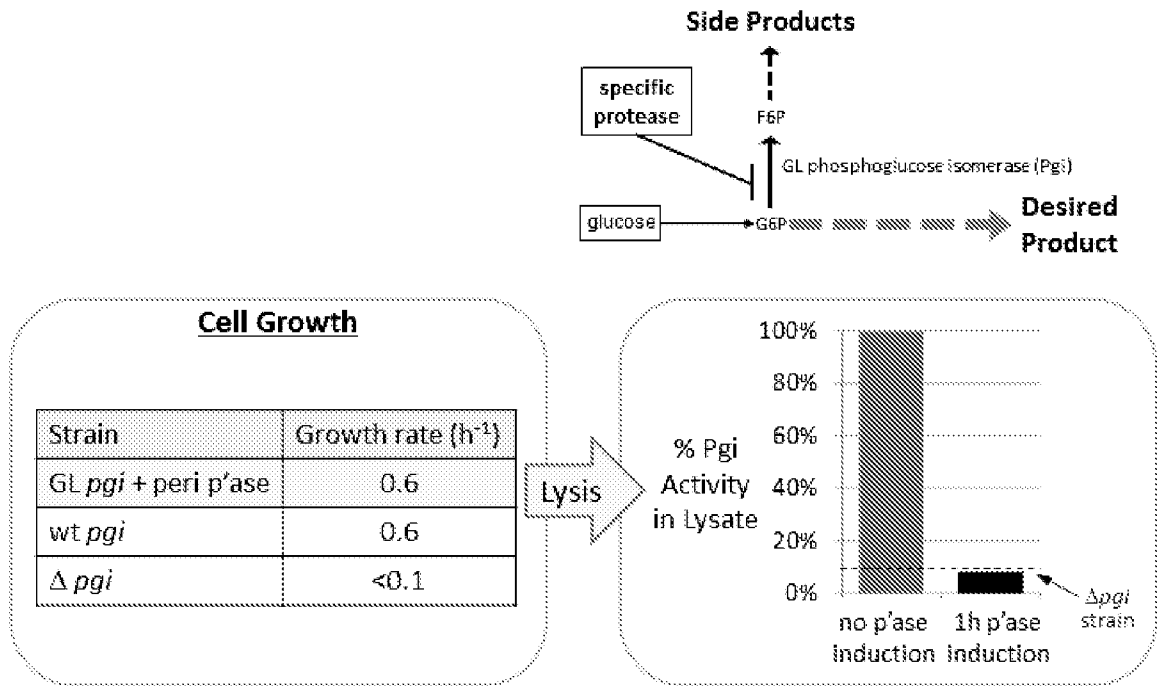 Side Products
specific
protease
F6P
GL phosphoglucose isomerase (Pgi)
glucose
G6P
Desired
Product
Cell Growth
Strain Growth rate (h⁻¹)
GL pgi + peri p'ase 0.6
wt pgi 0.6
Δ pgi <0.1
Lysis
% Pgi
Activity
in Lysate
100%
80%
60%
40%
20%
0%
no p'ase
induction
1h p'ase
induction
Δpgi
strain